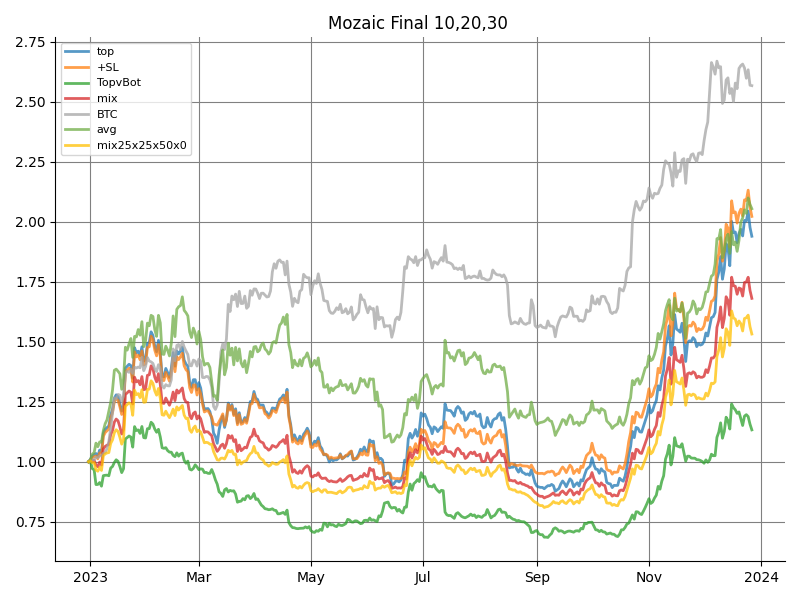 Mozaic Final 10,20,30
2.75
2.50
2.25
2.00
1.75
1.50
1.25
1.00
0.75
top
+SL
TopvBot
mix
BTC
avg
mix25x25x50x0
2023 Mar May Jul Sep Nov 2024